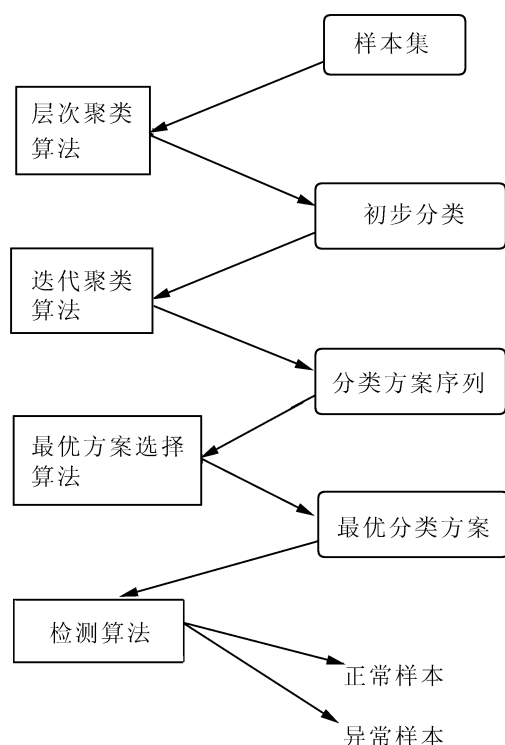 样本集
层次聚类
算法
初步分类
迭代聚类
算法
分类方案序列
最优方案选择
算法
最优分类方案
检测算法
正常样本
异常样本